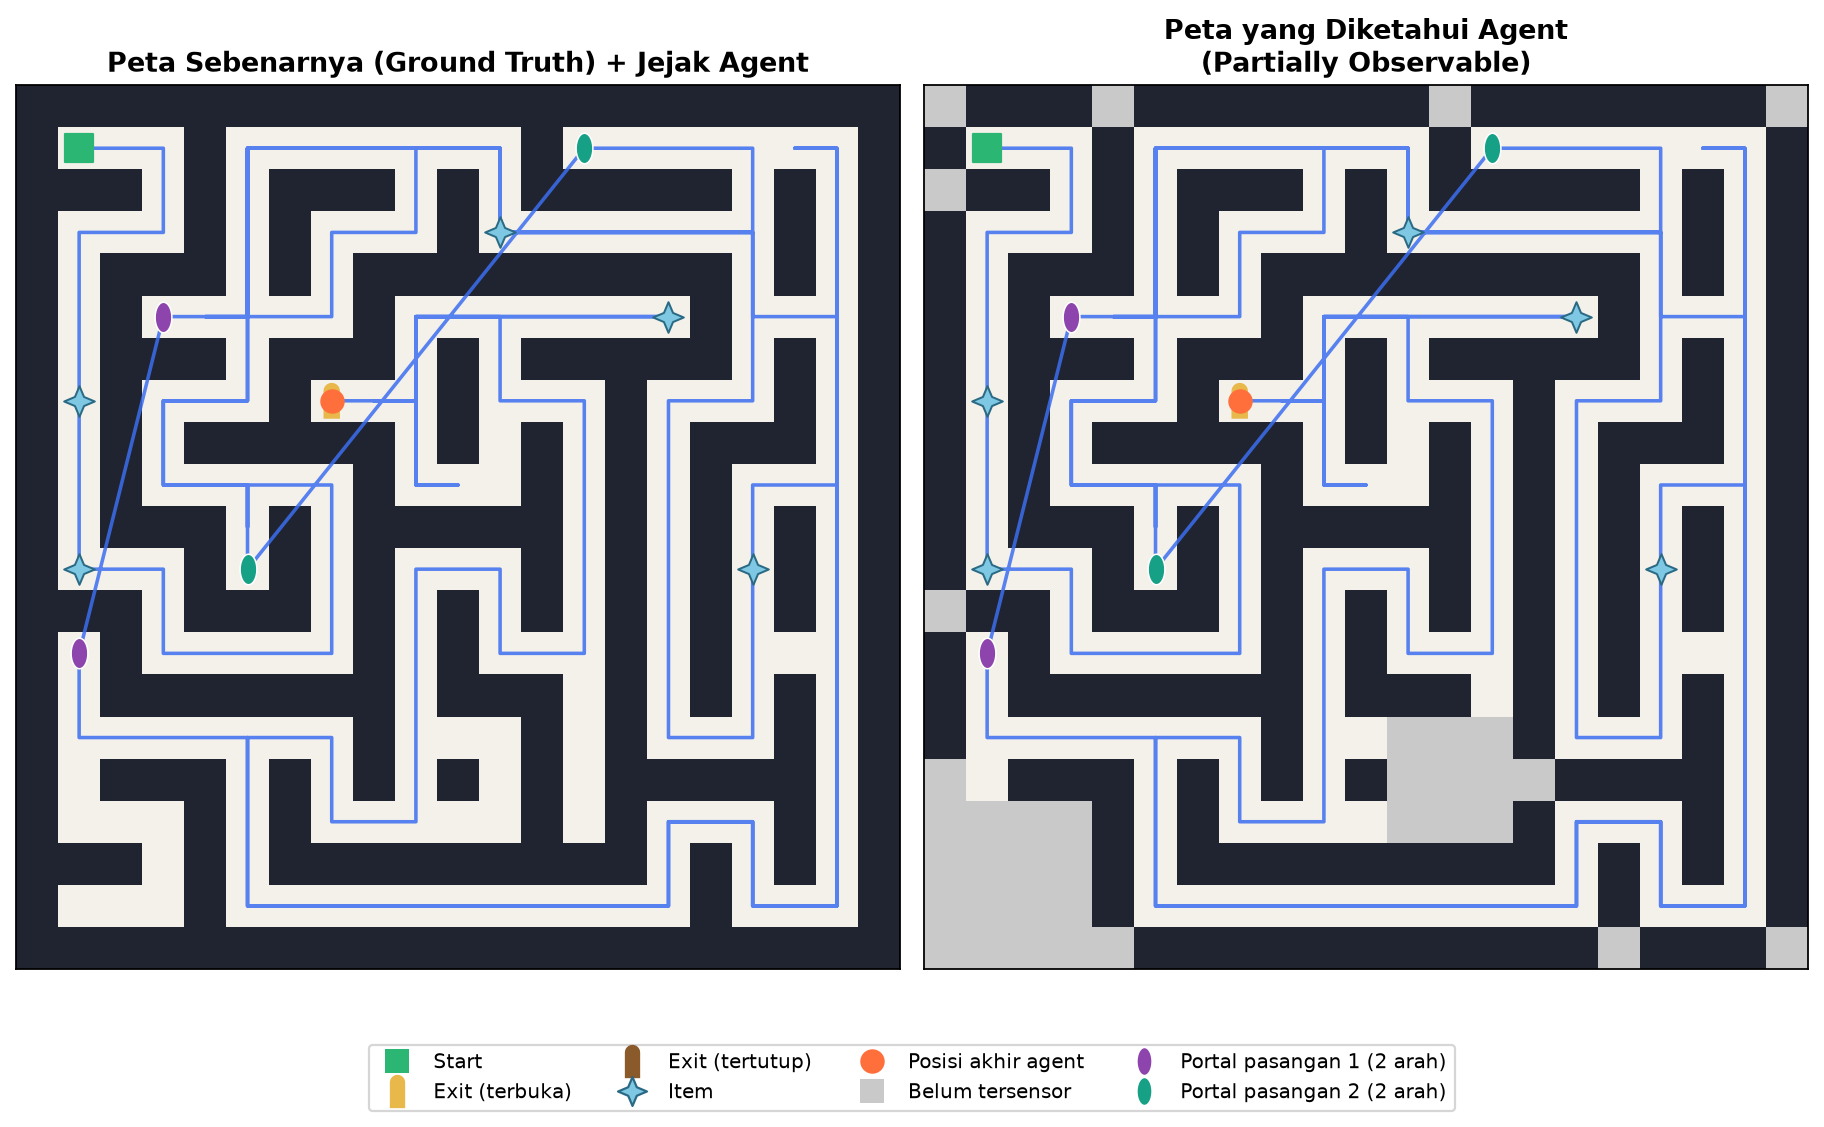 Peta Sebenarnya (Ground Truth) + Jejak Agent
Peta yang Diketahui Agent
(Partially Observable)
Start
Exit (terbuka)
Exit (tertutup)
Item
Posisi akhir agent
Belum tersensor
Portal pasangan 1 (2 arah)
Portal pasangan 2 (2 arah)